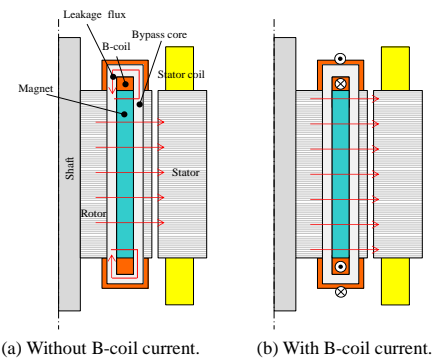 Leakage flux
B-coil
Bypass core
Stator coil
Magnet
Shaft
Stator
Rotor
(a) Without B-coil current.
(b) With B-coil current.